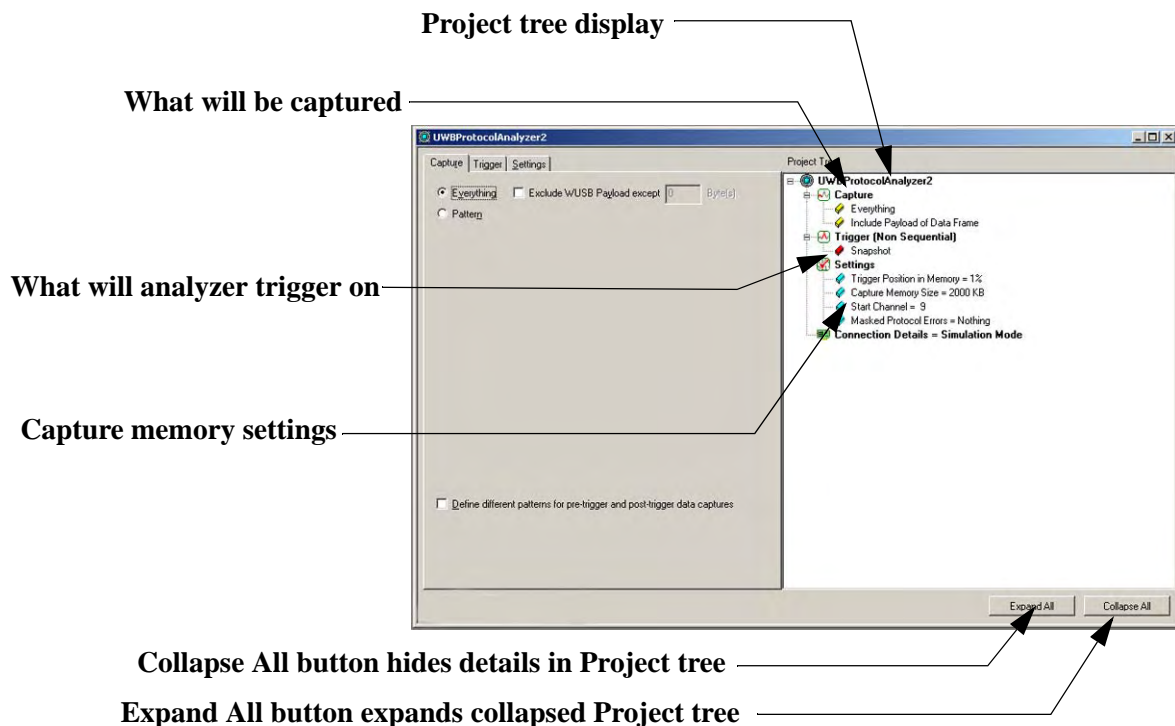 Project tree display
What will be captured
UWBProtocolAnalyzer2
Capture Trigger Settings
Project Tree
Everything Exclude WUSB Payload except 0 Byte(s)
Pattern
UWBProtocolAnalyzer2
Capture
Everything
Include Payload of Data Frame
Trigger (Non Sequential)
Snapshot
Settings
Trigger Position in Memory = 1%
Capture Memory Size = 2000 KB
Start Channel = 9
Masked Protocol Errors = Nothing
Connection Details = Simulation Mode
What will analyzer trigger on
Capture memory settings
Define different patterns for pre-trigger and post-trigger data captures
Expand All Collapse All
Collapse All button hides details in Project tree
Expand All button expands collapsed Project tree